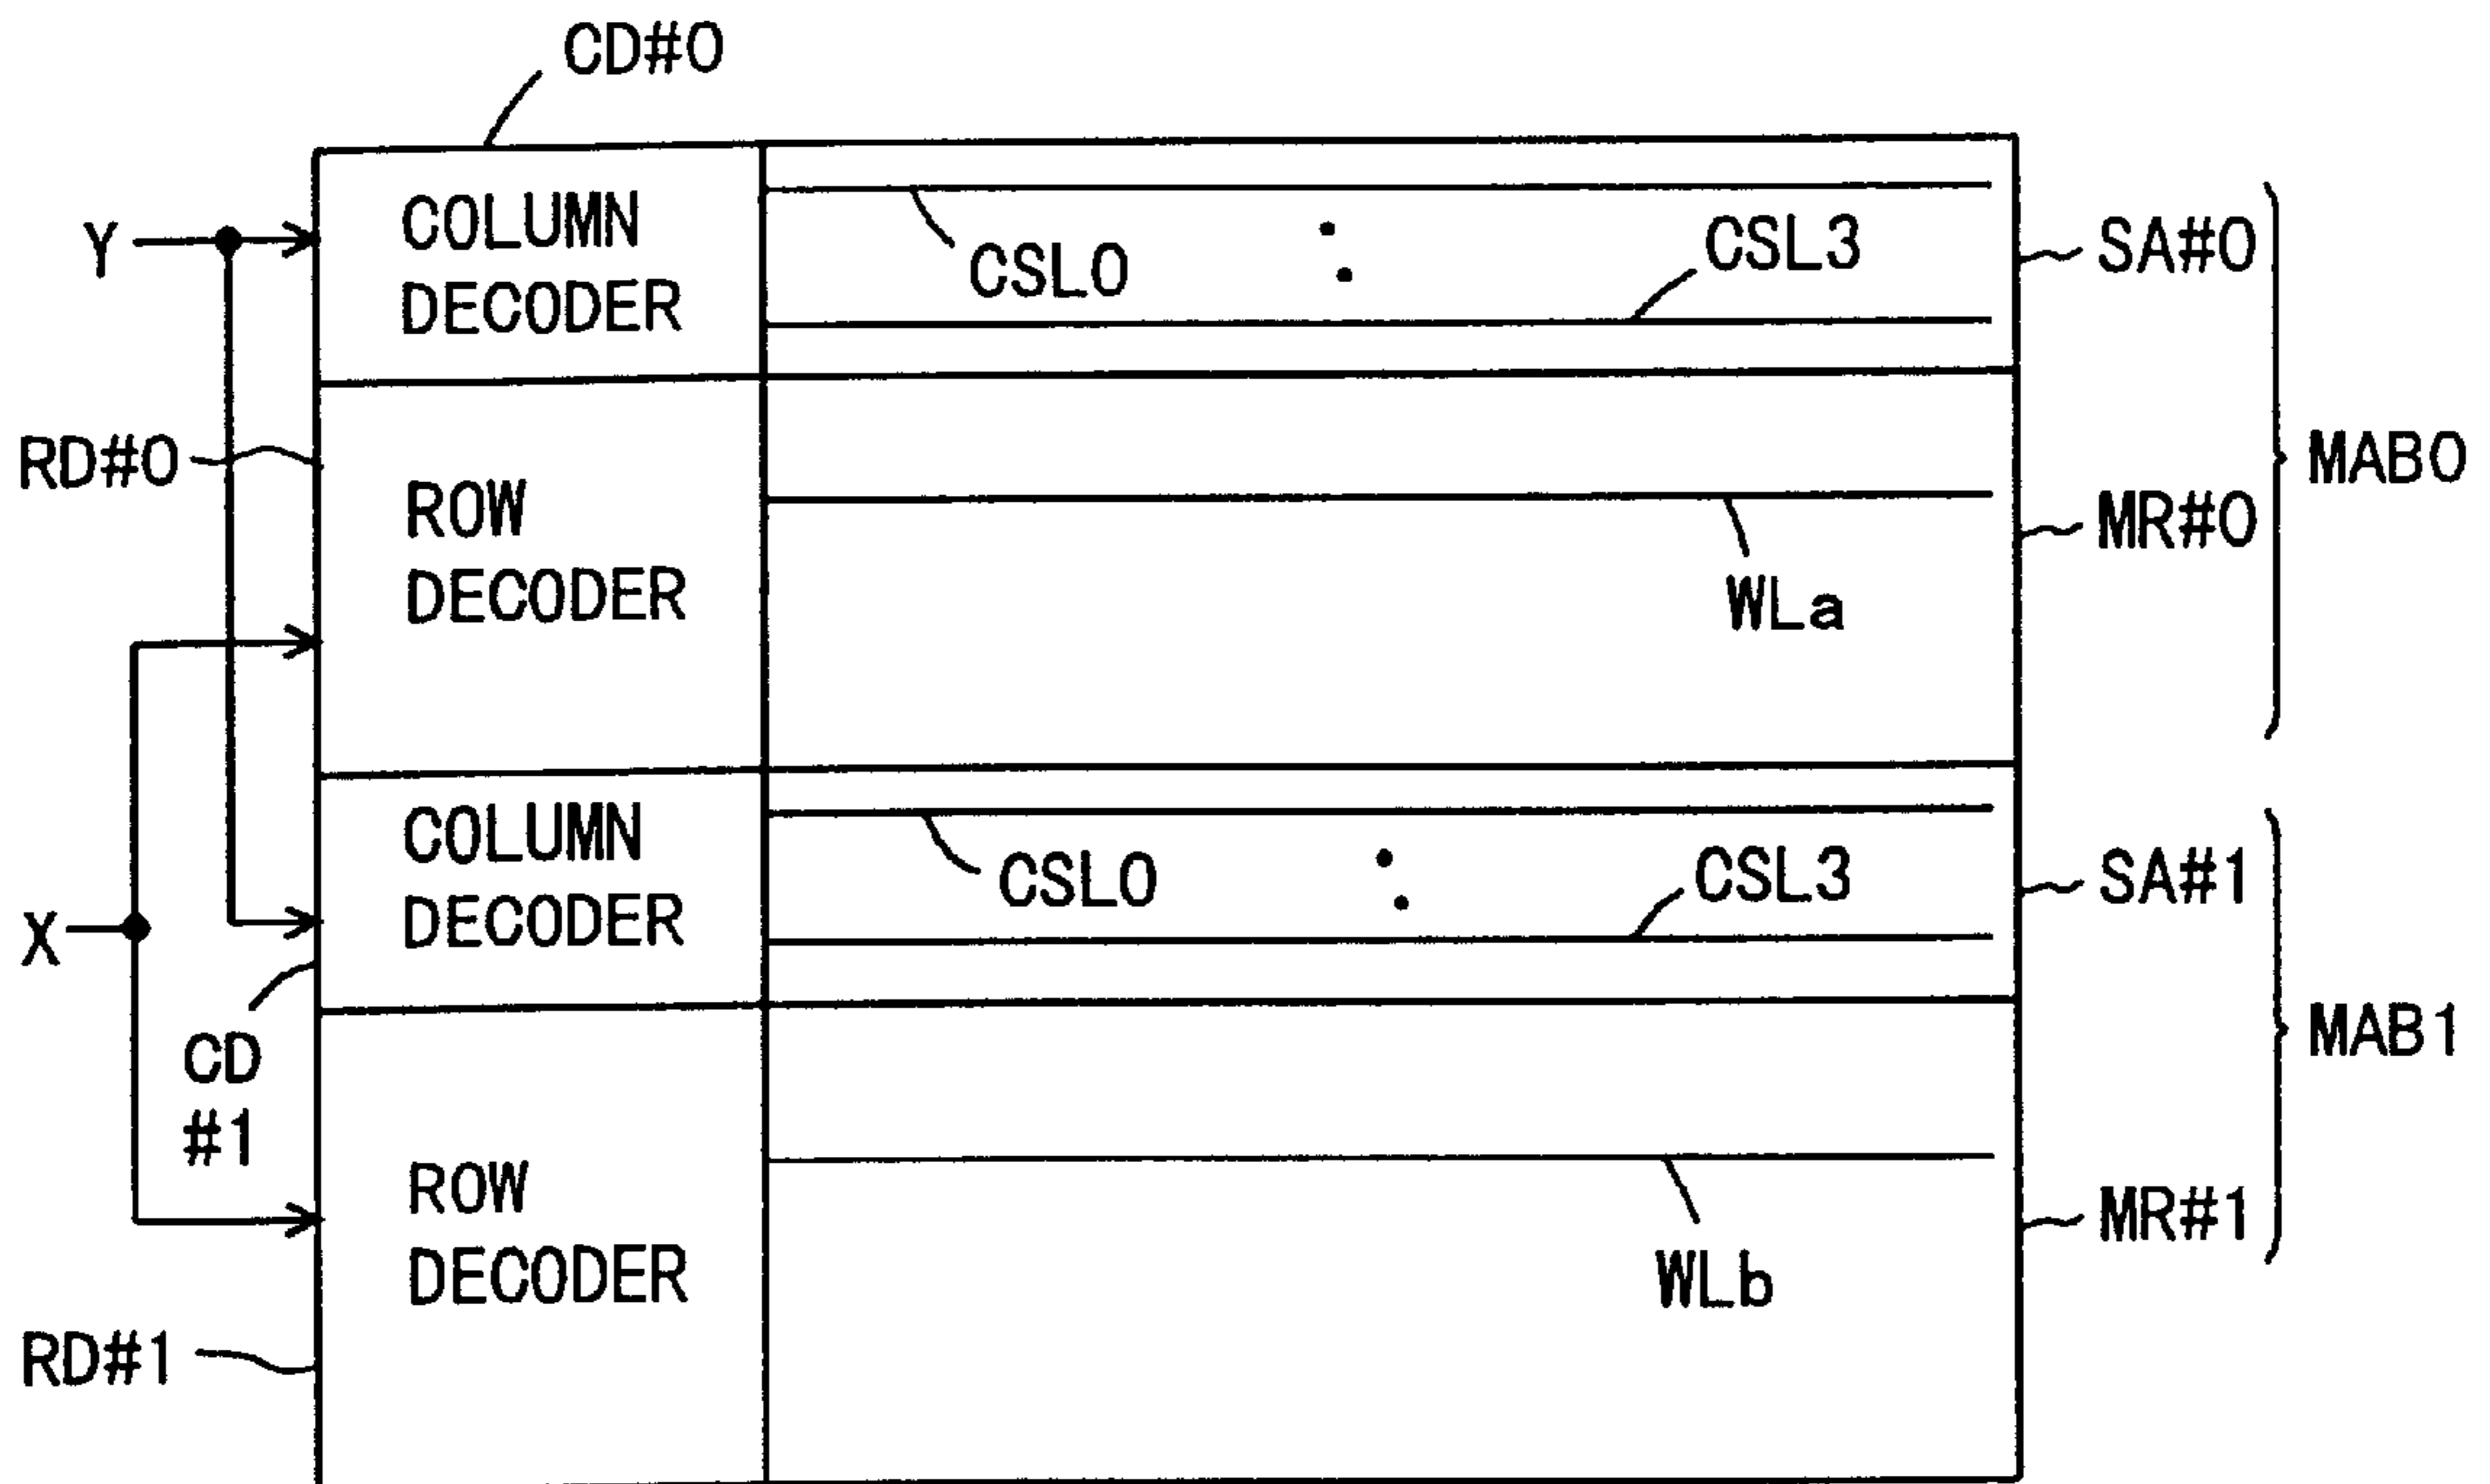 CD#0
Y
COLUMN
DECODER
CSL0
CSL3
SA#0
RD#0
ROW
DECODER
WLa
MR#0
MAB0
X
COLUMN
DECODER
CSL0
CSL3
SA#1
CD
#1
MAB1
ROW
DECODER
WLb
MR#1
RD#1